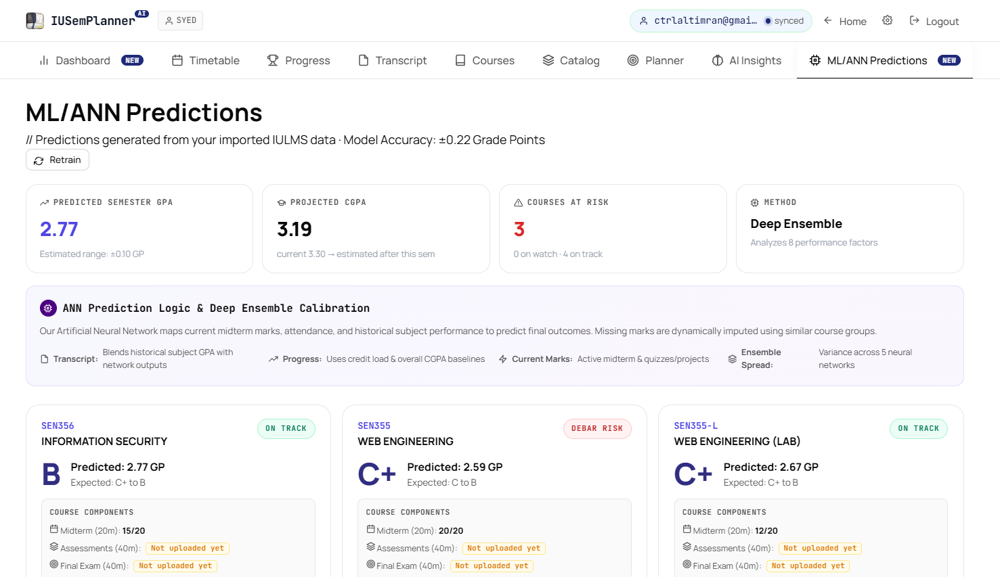 IUSemPlanner AI
SYED
ctrlaltimran@gmai… synced
Home
Logout
Dashboard NEW
Timetable
Progress
Transcript
Courses
Catalog
Planner
AI Insights
ML/ANN Predictions NEW
ML/ANN Predictions
// Predictions generated from your imported IULMS data · Model Accuracy: ±0.22 Grade Points
Retrain
PREDICTED SEMESTER GPA
2.77
Estimated range: ±0.10 GP
PROJECTED CGPA
3.19
current 3.30 → estimated after this sem
COURSES AT RISK
3
0 on watch · 4 on track
METHOD
Deep Ensemble
Analyzes 8 performance factors
ANN Prediction Logic & Deep Ensemble Calibration
Our Artificial Neural Network maps current midterm marks, attendance, and historical subject performance to predict final outcomes. Missing marks are dynamically imputed using similar course groups.
Transcript: Blends historical subject GPA with
network outputs
Progress: Uses credit load & overall CGPA baselines
Current Marks: Active midterm & quizzes/projects
Ensemble
Spread:
Variance across 5 neural
networks
SEN356
ON TRACK
INFORMATION SECURITY
B
Predicted: 2.77 GP
Expected: C+ to B
COURSE COMPONENTS
Midterm (20m): 15/20
Assessments (40m): Not uploaded yet
Final Exam (40m): Not uploaded yet
SEN355
DEBAR RISK
WEB ENGINEERING
C+
Predicted: 2.59 GP
Expected: C to B
COURSE COMPONENTS
Midterm (20m): 20/20
Assessments (40m): Not uploaded yet
Final Exam (40m): Not uploaded yet
SEN355-L
ON TRACK
WEB ENGINEERING (LAB)
C+
Predicted: 2.67 GP
Expected: C+ to B
COURSE COMPONENTS
Midterm (20m): 12/20
Assessments (40m): Not uploaded yet
Final Exam (40m): Not uploaded yet